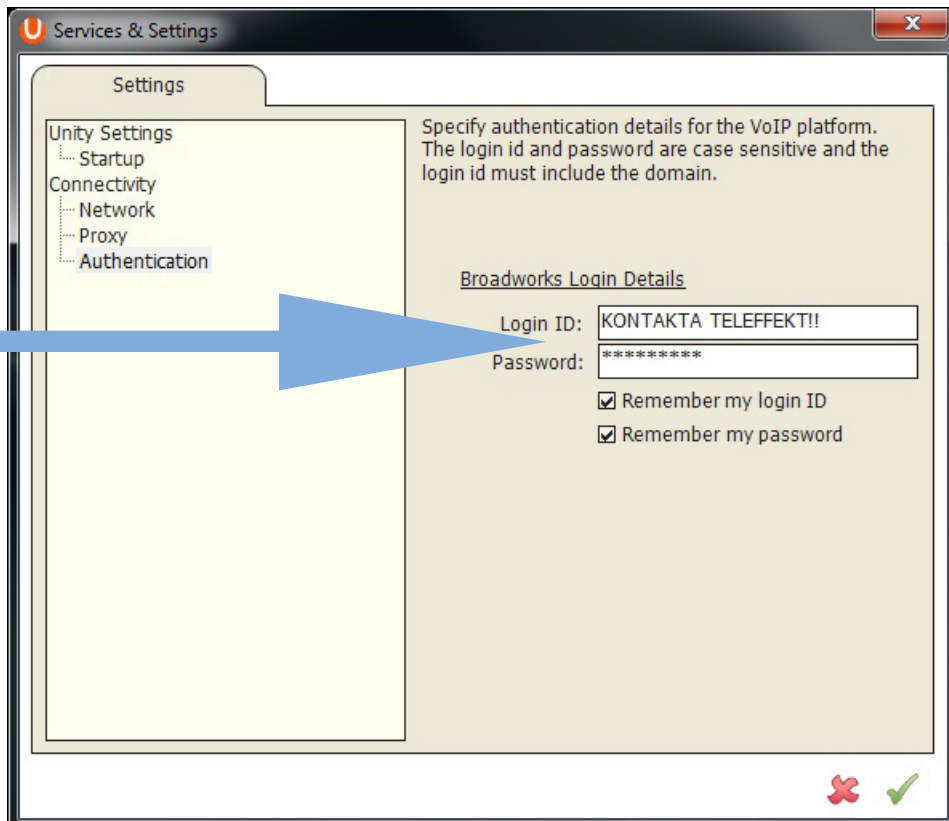 Services & Settings
Settings
Unity Settings
Startup
Connectivity
Network
Proxy
Authentication
Specify authentication details for the VoIP platform.
The login id and password are case sensitive and the
login id must include the domain.
Broadworks Login Details
Login ID: KONTAKTA TELEFFEKT!!
Password: *********
Remember my login ID
Remember my password